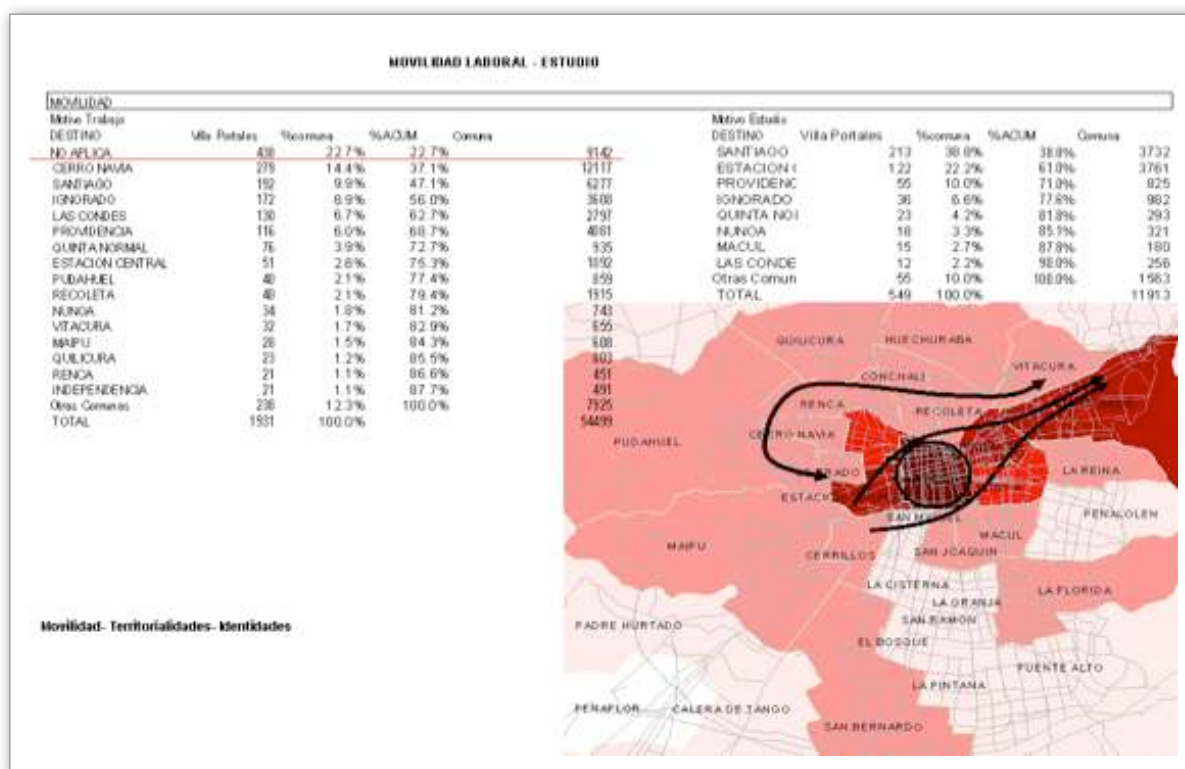 MOVILIDAD LABORAL - ESTUDIO
MOVILIDAD
Motivo Trabajo
DESTINO Villa Portales %comuna %ACUM Comuna
NO APLICA 438 22.7% 22.7% 9142
CERRO NAVIA 279 14.4% 37.1% 12117
SANTIAGO 192 9.9% 47.1% 6277
IGNORADO 172 8.9% 56.0% 3608
LAS CONDES 130 6.7% 62.7% 2797
PROVIDENCIA 116 6.0% 68.7% 4081
QUINTA NORMAL 76 3.9% 72.7% 935
ESTACION CENTRAL 51 2.6% 75.3% 1892
PUDAHUEL 40 2.1% 77.4% 859
RECOLETA 40 2.1% 79.4% 1915
NUNOA 34 1.8% 81.2% 743
VITACURA 32 1.7% 82.9% 655
MAIPU 28 1.5% 84.3% 608
QUILICURA 23 1.2% 85.5% 603
RENCA 21 1.1% 86.6% 451
INDEPENDENCIA 21 1.1% 87.7% 491
Otras Comunas 238 12.3% 100.0% 7925
TOTAL 1931 100.0% 54499
Motivo Estudio
DESTINO Villa Portales %comuna %ACUM Comuna
SANTIAGO 213 38.8% 38.8% 3732
ESTACION 122 22.2% 61.0% 3761
PROVIDENC 55 10.0% 71.0% 825
IGNORADO 36 6.6% 77.6% 982
QUINTA NO 23 4.2% 81.8% 293
NUNOA 18 3.3% 85.1% 321
MACUL 15 2.7% 87.8% 180
LAS CONDE 12 2.2% 90.0% 256
Otras Comun 55 10.0% 100.0% 1563
TOTAL 549 100.0% 11913
QUILICURA HUECHURABA
VITACURA
CONCHALI
RENCA RECOLETA
CERRO NAVIA
PUDAHUEL
PRADO LA REINA
ESTACIO
SAN MIGUEL PEÑALOLEN
MACUL
MAIPU CERRILLOS SAN JOAQUIN
LA CISTERNA LA FLORIDA
LA GRANJA
SAN RAMON
PADRE HURTADO
EL BOSQUE
PUENTE ALTO
LA PINTANA
PEÑAFLOR CALERA DE TANGO
SAN BERNARDO
Movilidad- Territorialidades- Identidades